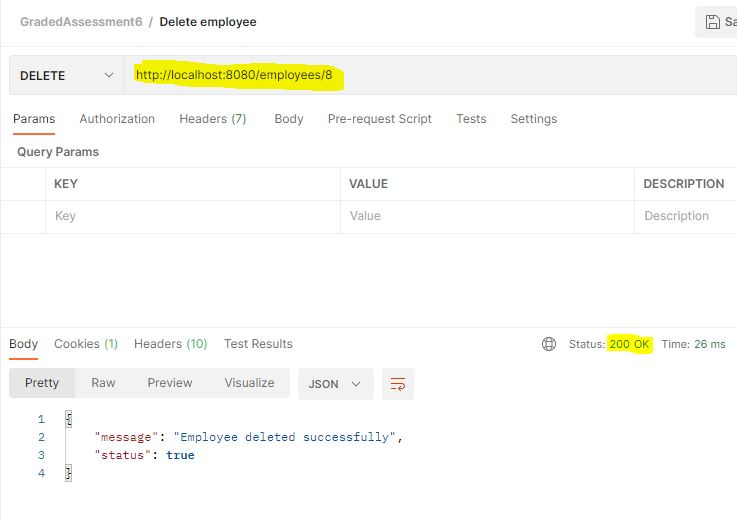 GradedAssessment6 / Delete employee
Sa
DELETE http://localhost:8080/employees/8
Params Authorization Headers (7) Body Pre-request Script Tests Settings
Query Params
KEY VALUE DESCRIPTION
Key Value Description
Body Cookies (1) Headers (10) Test Results Status: 200 OK Time: 26 ms
Pretty Raw Preview Visualize JSON
1 {
2 "message": "Employee deleted successfully",
3 "status": true
4 }